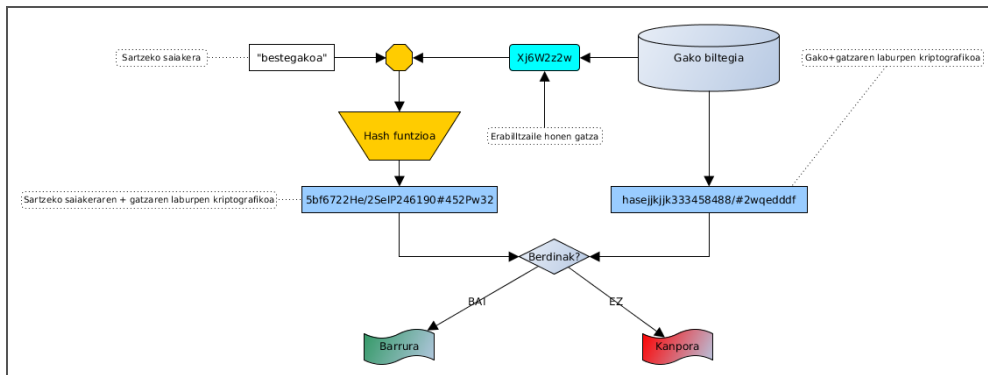 Sartzeko saiakera
"bestegakoa"
Xj6W2z2w
Gako biltegia
Gako+gatzaren laburpen kriptografikoa
Hash funtzioa
Erabilltzaile honen gatza
Sartzeko saiakeraren + gatzaren laburpen kriptografikoa
5bf6722He/2SeIP246190#452Pw32
hasejjkjjk333458488/#2wqedddf
Berdinak?
BAI
EZ
Barrura
Kanpora